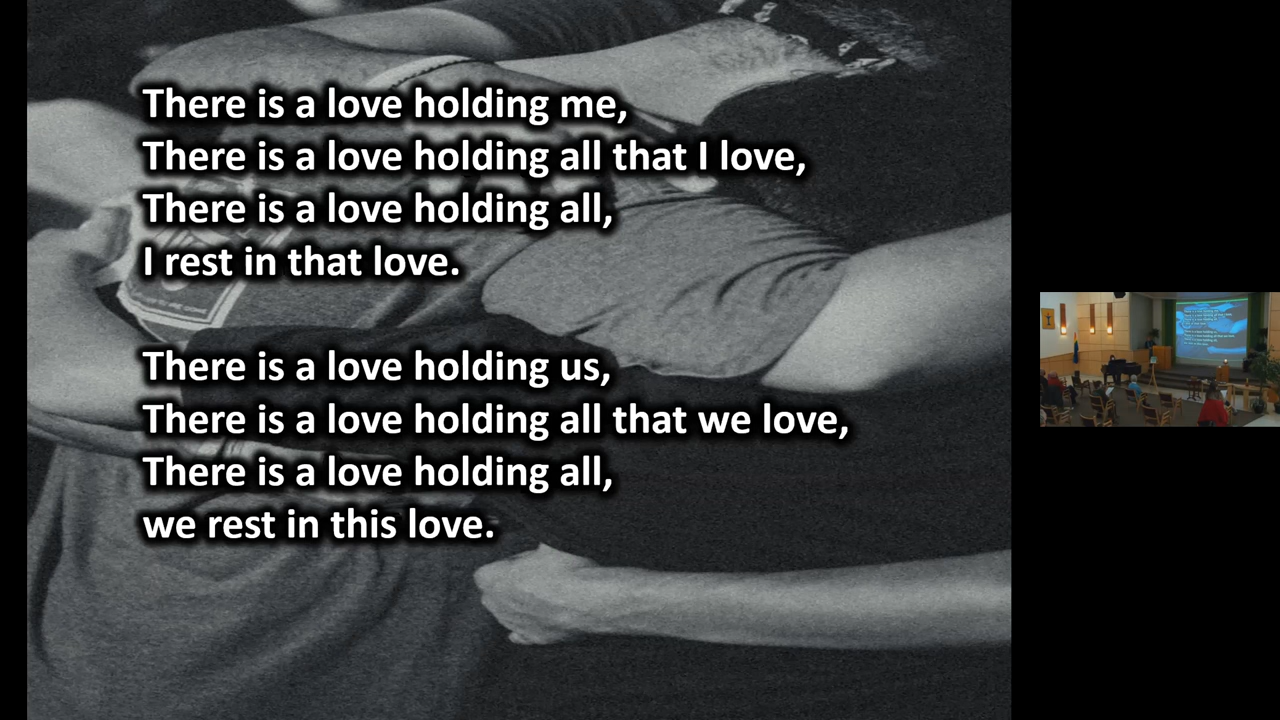 There is a love holding me,
There is a love holding all that I love,
There is a love holding all,
I rest in that love.
There is a love holding us,
There is a love holding all that we love,
There is a love holding all,
we rest in this love.